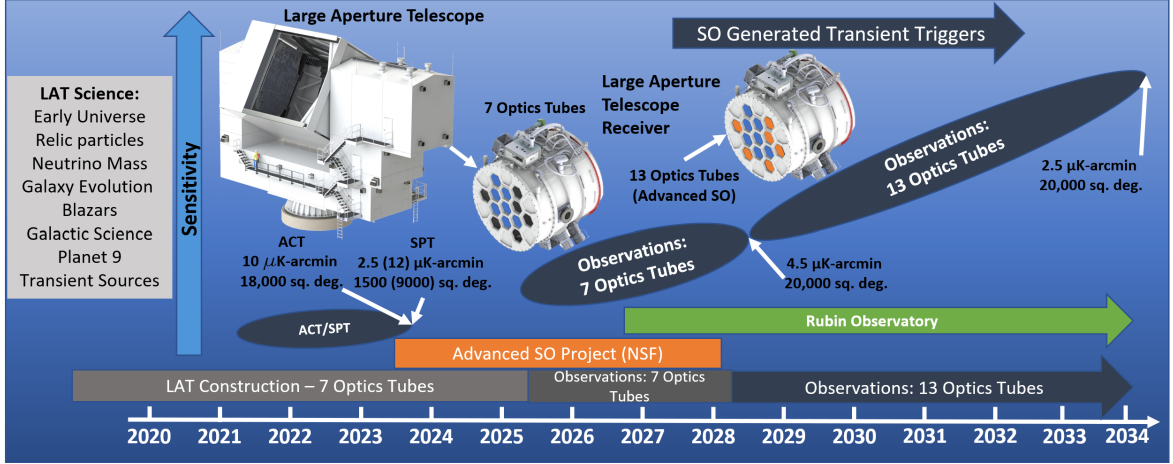 Large Aperture Telescope
SO Generated Transient Triggers
LAT Science:
Early Universe
Relic particles
Neutrino Mass
Galaxy Evolution
Blazars
Galactic Science
Planet 9
Transient Sources
Sensitivity
7 Optics Tubes
Large Aperture
Telescope
Receiver
13 Optics Tubes
(Advanced SO)
Observations:
13 Optics Tubes
2.5 μK-arcmin
20,000 sq. deg.
ACT
10 μK-arcmin
18,000 sq. deg.
SPT
2.5 (12) μK-arcmin
1500 (9000) sq. deg.
Observations:
7 Optics Tubes
4.5 μK-arcmin
20,000 sq. deg.
ACT/SPT
Rubin Observatory
Advanced SO Project (NSF)
LAT Construction – 7 Optics Tubes
Observations: 7 Optics
Tubes
Observations: 13 Optics Tubes
2020 2021 2022 2023 2024 2025 2026 2027 2028 2029 2030 2031 2032 2033 2034